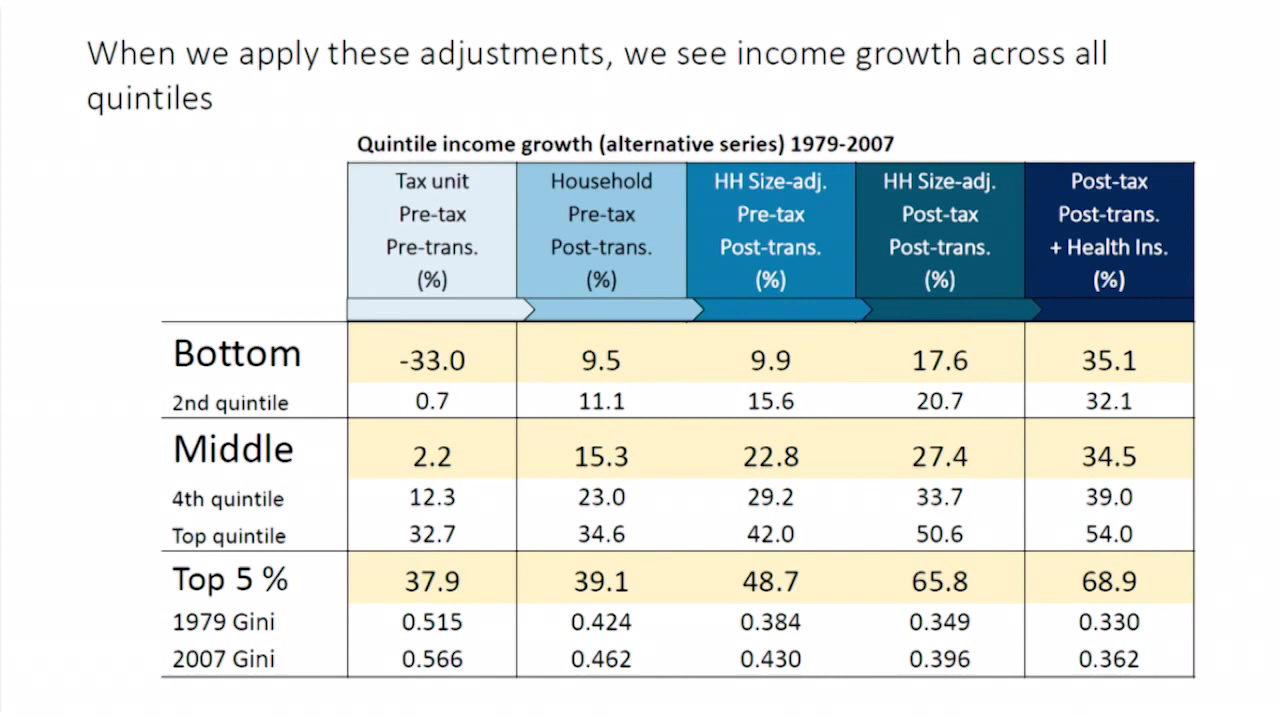 When we apply these adjustments, we see income growth across all
quintiles
Quintile income growth (alternative series) 1979-2007
Tax unit Household HH Size-adj. HH Size-adj. Post-tax
Pre-tax Pre-tax Pre-tax Post-tax Post-trans.
Pre-trans. Post-trans. Post-trans. Post-trans. + Health Ins.
(%) (%) (%) (%) (%)
Bottom -33.0 9.5 9.9 17.6 35.1
2nd quintile 0.7 11.1 15.6 20.7 32.1
Middle 2.2 15.3 22.8 27.4 34.5
4th quintile 12.3 23.0 29.2 33.7 39.0
Top quintile 32.7 34.6 42.0 50.6 54.0
Top 5 % 37.9 39.1 48.7 65.8 68.9
1979 Gini 0.515 0.424 0.384 0.349 0.330
2007 Gini 0.566 0.462 0.430 0.396 0.362